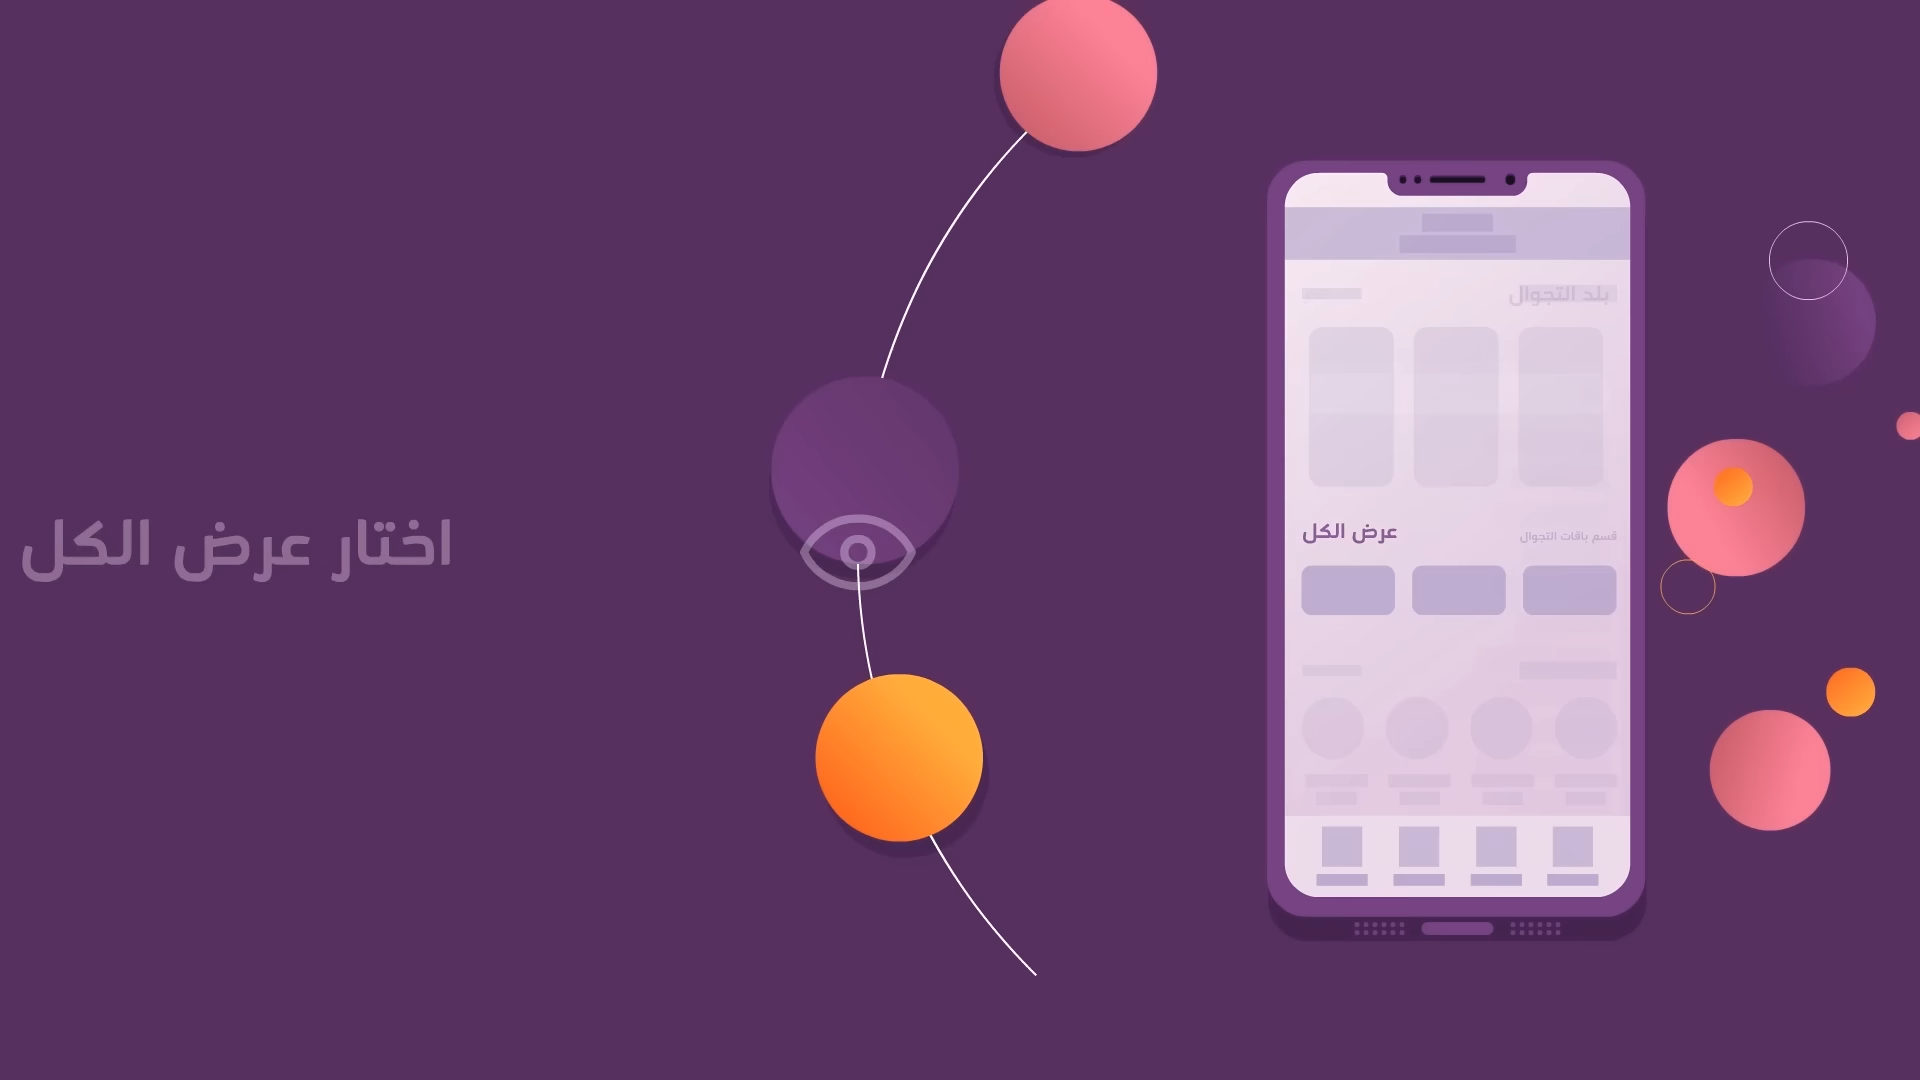 اختار عرض الكل
بلد التجوال
قسم باقات التجوال
عرض الكل